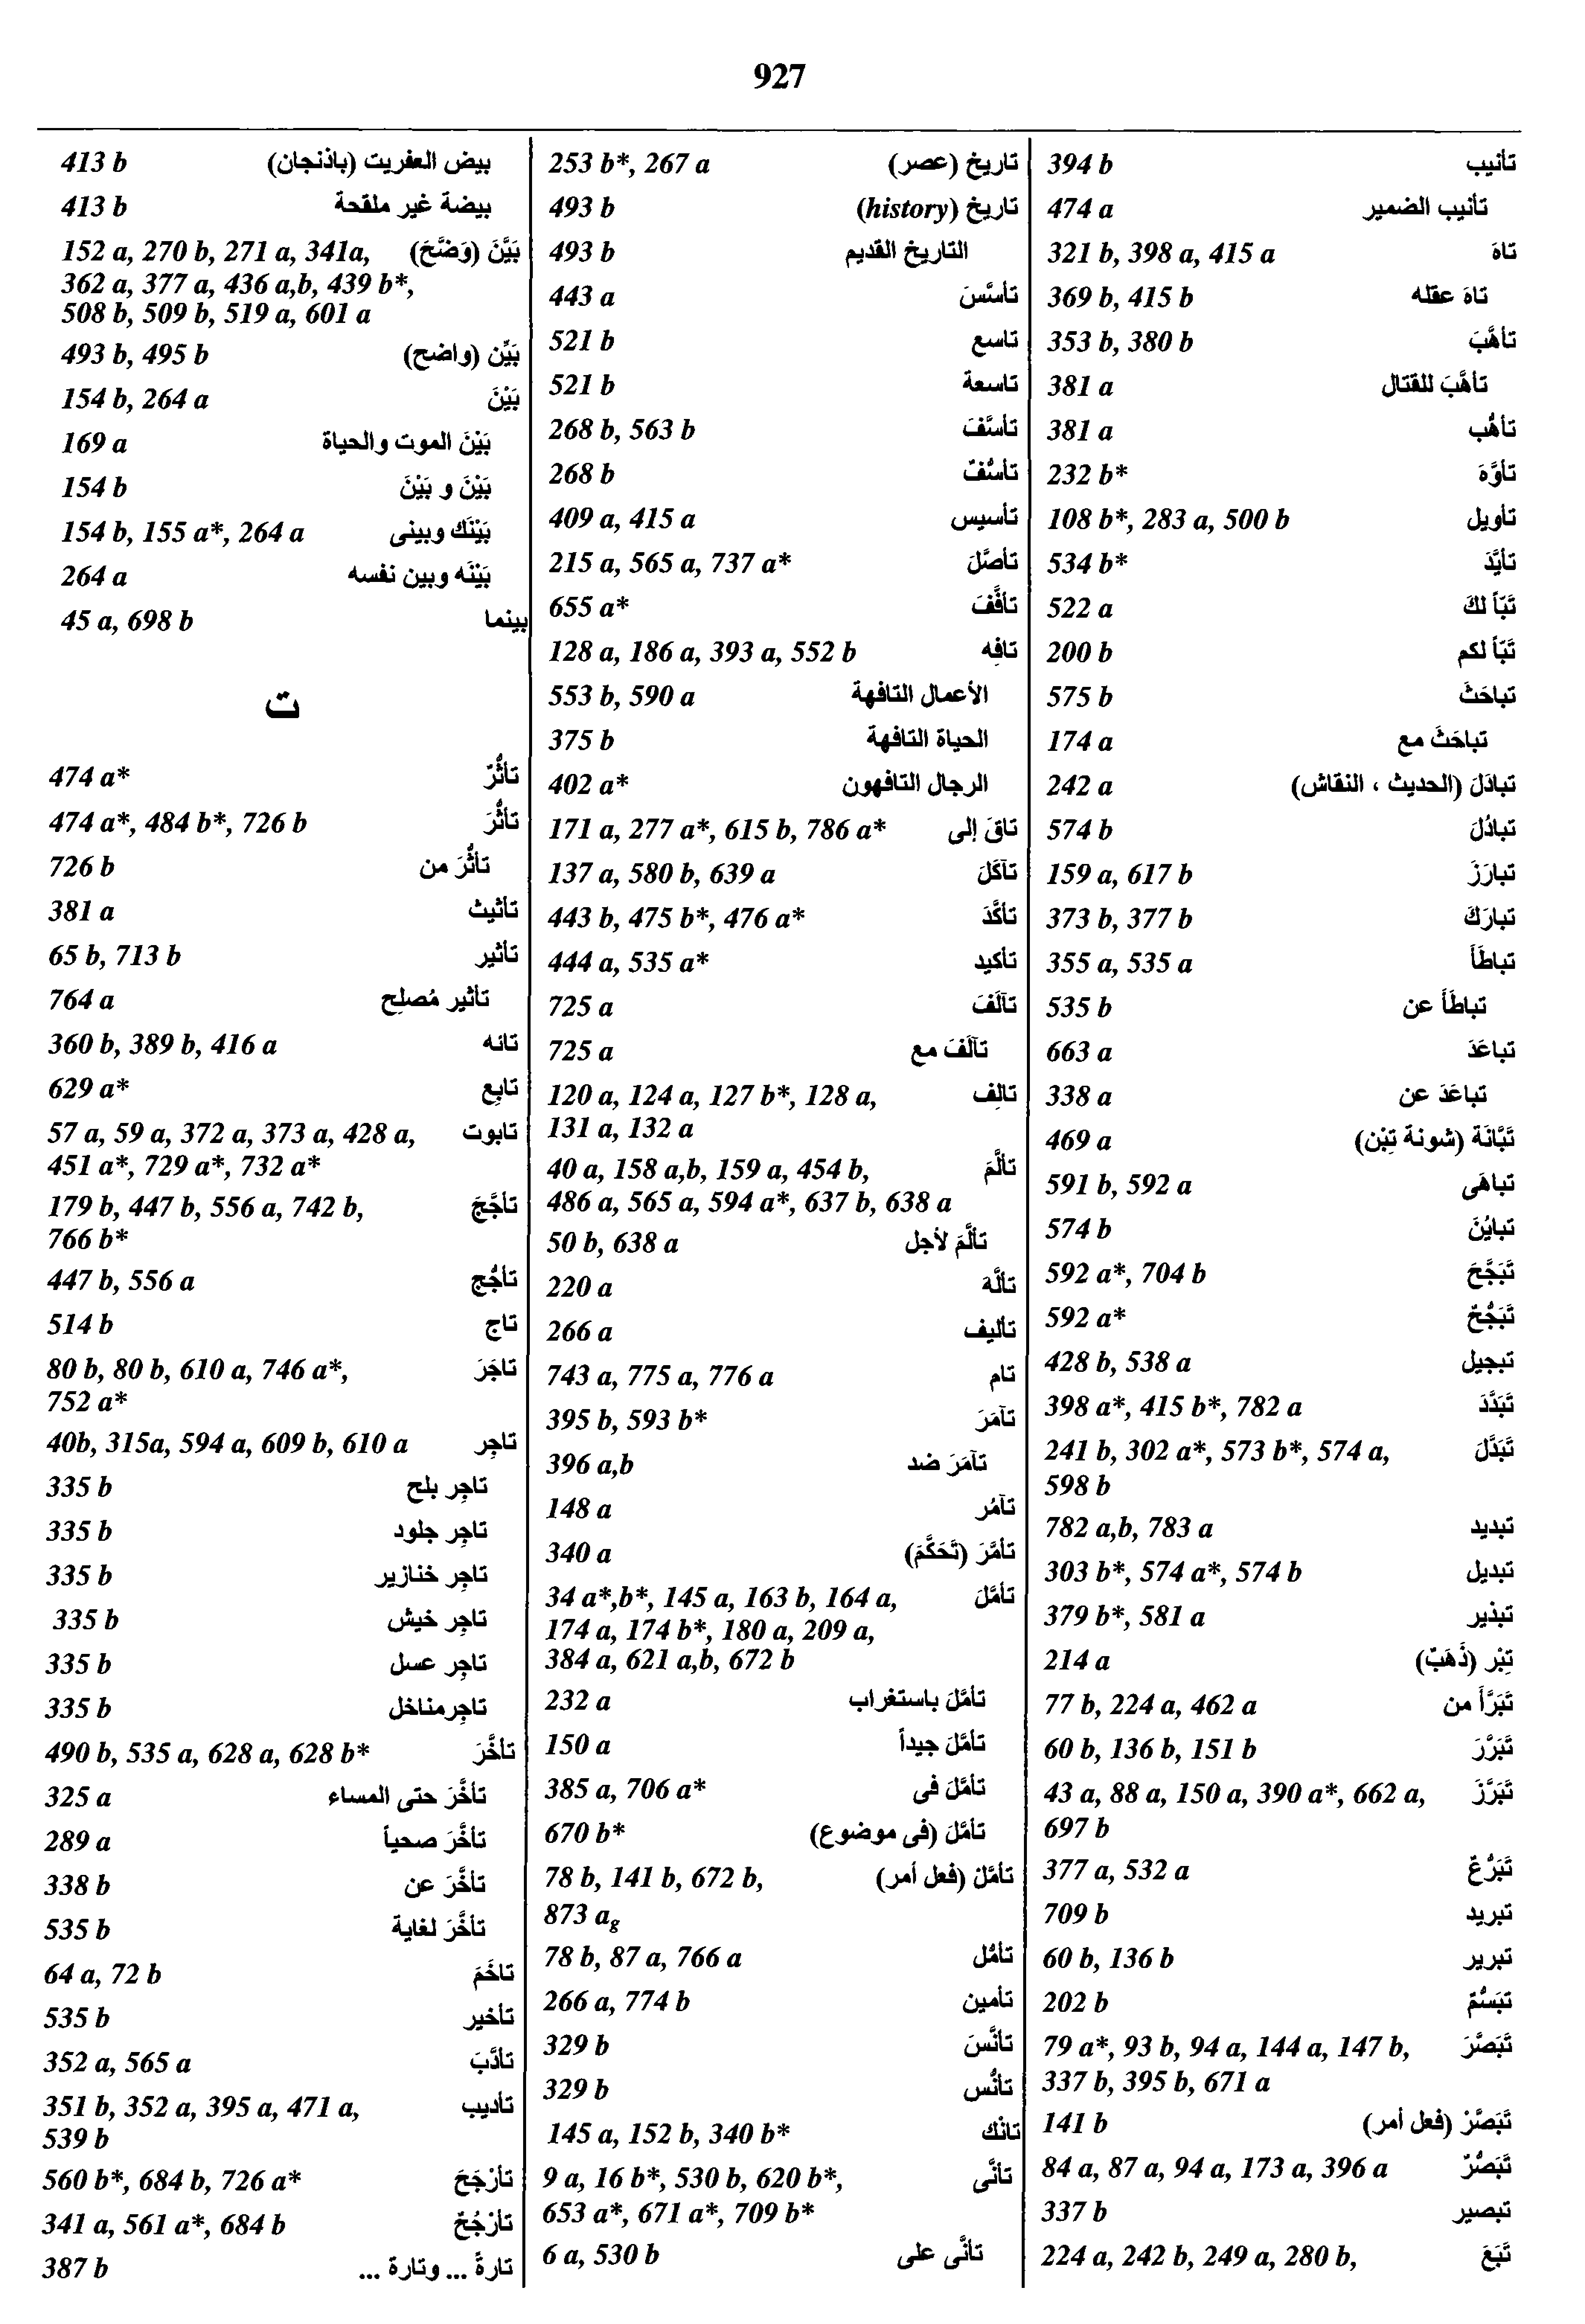 927
413 b بيض العفريت (باذنجان)
413 b بيضة غير ملقحة
152 a, 270 b, 271 a, 341a, بَيَّنَ (وَضَّحَ)
362 a, 377 a, 436 a,b, 439 b*,
508 b, 509 b, 519 a, 601 a
493 b, 495 b بَيِّن (واضح)
154 b, 264 a بَيْنَ
169 a بَيْنَ الموت والحياة
154 b بَيْنَ و بَيْنَ
154 b, 155 a*, 264 a بَيْنَك وبينى
264 a بَيْنَه وبين نفسه
45 a, 698 b بينما
ت
474 a* تأثُّرٌ
474 a*, 484 b*, 726 b تأثَّرَ
726 b تأثَّرَ من
381 a تأثيث
65 b, 713 b تأثير
764 a تأثير مُصلِح
360 b, 389 b, 416 a تائه
629 a* تابِع
57 a, 59 a, 372 a, 373 a, 428 a, تابوت
451 a*, 729 a*, 732 a*
179 b, 447 b, 556 a, 742 b, تأجَّجَ
766 b*
447 b, 556 a تأجُّج
514 b تاج
80 b, 80 b, 610 a, 746 a*, تاجَرَ
752 a*
40b, 315a, 594 a, 609 b, 610 a تاجِر
335 b تاجِر بلح
335 b تاجِر جلود
335 b تاجِر خنازير
335 b تاجِر خيش
335 b تاجِر عسل
335 b تاجِرمناخل
490 b, 535 a, 628 a, 628 b* تأخَّرَ
325 a تأخَّرَ حتى المساء
289 a تأخَّرَ صحياً
338 b تأخَّرَ عن
535 b تأخَّرَ لغاية
64 a, 72 b تاخَمَ
535 b تأخير
352 a, 565 a تأدَّبَ
351 b, 352 a, 395 a, 471 a, تأديب
539 b
560 b*, 684 b, 726 a* تأرْجَحَ
341 a, 561 a*, 684 b تأرْجُحٌ
387 b تارةً ... وتارة ...
253 b*, 267 a تاريخ (عصر)
493 b تاريخ (history)
493 b التاريخ القديم
443 a تأسَّسَ
521 b تاسع
521 b تاسعة
268 b, 563 b تأسَّفَ
268 b تأسُّفٌ
409 a, 415 a تأسيس
215 a, 565 a, 737 a* تأصَّلَ
655 a* تأفَّفَ
128 a, 186 a, 393 a, 552 b تافِه
553 b, 590 a الأعمال التافهة
375 b الحياة التافهة
402 a* الرجال التافهون
171 a, 277 a*, 615 b, 786 a* تاقَ إلى
137 a, 580 b, 639 a تآكَلَ
443 b, 475 b*, 476 a* تأكَّدَ
444 a, 535 a* تأكيد
725 a تآلَفَ
725 a تآلَفَ مع
120 a, 124 a, 127 b*, 128 a, تالِف
131 a, 132 a
40 a, 158 a,b, 159 a, 454 b, تألَّمَ
486 a, 565 a, 594 a*, 637 b, 638 a
50 b, 638 a تألَّمَ لأجل
220 a تألَّهَ
266 a تأليف
743 a, 775 a, 776 a تام
395 b, 593 b* تآمَرَ
396 a,b تآمَرَ ضد
148 a تآمُر
340 a تأمَّرَ (تَحَكَّمَ)
34 a*,b*, 145 a, 163 b, 164 a, تأمَّلَ
174 a, 174 b*, 180 a, 209 a,
384 a, 621 a,b, 672 b
232 a تأمَّلَ باستغراب
150 a تأمَّلَ جيداً
385 a, 706 a* تأمَّلَ فى
670 b* تأمَّلَ (فى موضوع)
78 b, 141 b, 672 b, تأمَّلْ (فعل أمر)
873 ag
78 b, 87 a, 766 a تأمُّل
266 a, 774 b تأمين
329 b تأنَّسَ
329 b تأنُّس
145 a, 152 b, 340 b* تانك
9 a, 16 b*, 530 b, 620 b*, تأنَّى
653 a*, 671 a*, 709 b*
6 a, 530 b تأنَّى على
394 b تأنيب
474 a تأنيب الضمير
321 b, 398 a, 415 a تاهَ
369 b, 415 b تاهَ عقله
353 b, 380 b تأهَّبَ
381 a تأهَّبَ للقتال
381 a تأهُّب
232 b* تأوَّهَ
108 b*, 283 a, 500 b تأويل
534 b* تأيَّدَ
522 a تَبّاً لكَ
200 b تَبّاً لكم
575 b تباحَثَ
174 a تباحَثَ مع
242 a تبادَلَ (الحديث ، النقاش)
574 b تبادُل
159 a, 617 b تبارَزَ
373 b, 377 b تبارَكَ
355 a, 535 a تباطَأَ
535 b تباطَأَ عن
663 a تباعَدَ
338 a تباعَدَ عن
469 a تَبَّانَة (شونة تِبْن)
591 b, 592 a تباهَى
574 b تبايُنَ
592 a*, 704 b تَبَجَّحَ
592 a* تَبَجُّحٌ
428 b, 538 a تبجيل
398 a*, 415 b*, 782 a تَبَدَّدَ
241 b, 302 a*, 573 b*, 574 a, تَبَدَّلَ
598 b
782 a,b, 783 a تبديد
303 b*, 574 a*, 574 b تبديل
379 b*, 581 a تبذير
214 a تِبْر (ذَهَبٌ)
77 b, 224 a, 462 a تَبَرَّأَ من
60 b, 136 b, 151 b تَبَرَّرَ
43 a, 88 a, 150 a, 390 a*, 662 a, تَبَرَّزَ
697 b
377 a, 532 a تَبَرُّعٌ
709 b تبريد
60 b, 136 b تبرير
202 b تبَسُّمٌ
79 a*, 93 b, 94 a, 144 a, 147 b, تَبَصَّرَ
337 b, 395 b, 671 a
141 b تَبَصَّرْ (فعل أمر)
84 a, 87 a, 94 a, 173 a, 396 a تَبَصُّرٌ
337 b تبصير
224 a, 242 b, 249 a, 280 b, تَبَعَ